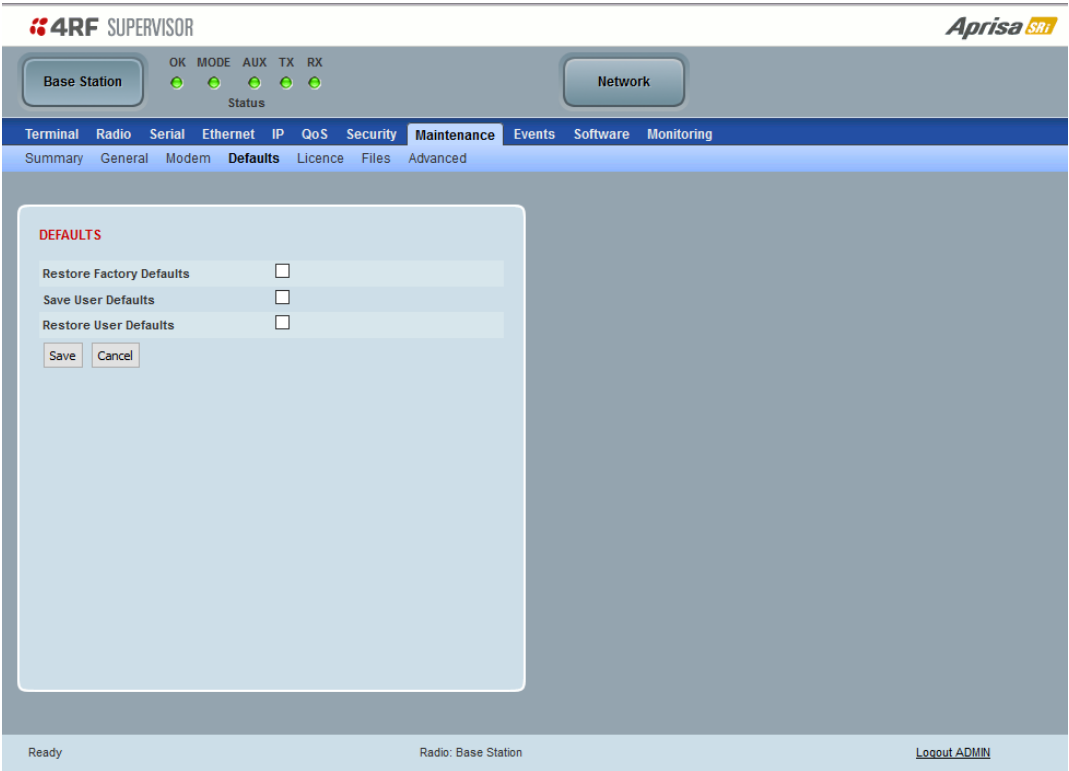 4RF SUPERVISOR
Aprisa SRi
Base Station
OK MODE AUX TX RX
Status
Network
Terminal Radio Serial Ethernet IP QoS Security Maintenance Events Software Monitoring
Summary General Modem Defaults Licence Files Advanced
DEFAULTS
Restore Factory Defaults
Save User Defaults
Restore User Defaults
Save Cancel
Ready
Radio: Base Station
Logout ADMIN